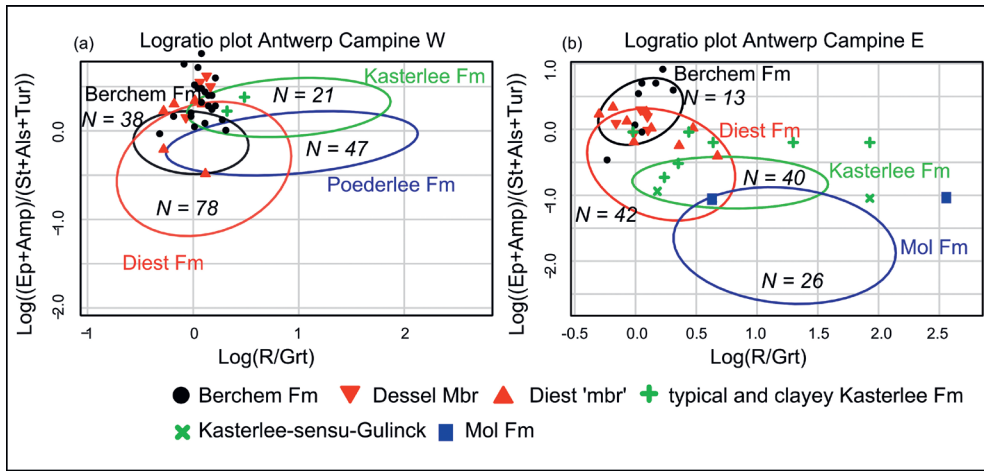 (a)
Logratio plot Antwerp Campine W
Log((Ep+Amp)/(St+Als+Tur))
0.0
-1.0
-2.0
-1
0
1
2
Log(R/Grt)
Kasterlee Fm
N = 21
Berchem Fm
N = 38
N = 47
Poederlee Fm
N = 78
Diest Fm
(b)
Logratio plot Antwerp Campine E
Log((Ep+Amp)/(St+Als+Tur))
1.0
0.0
-1.0
-2.0
-0.5
0.0
0.5
1.0
1.5
2.0
2.5
Log(R/Grt)
Berchem Fm
N = 13
Diest Fm
N = 40
Kasterlee Fm
N = 42
Mol Fm
N = 26
Berchem Fm Dessel Mbr Diest 'mbr' typical and clayey Kasterlee Fm
Kasterlee-sensu-Gulinck Mol Fm